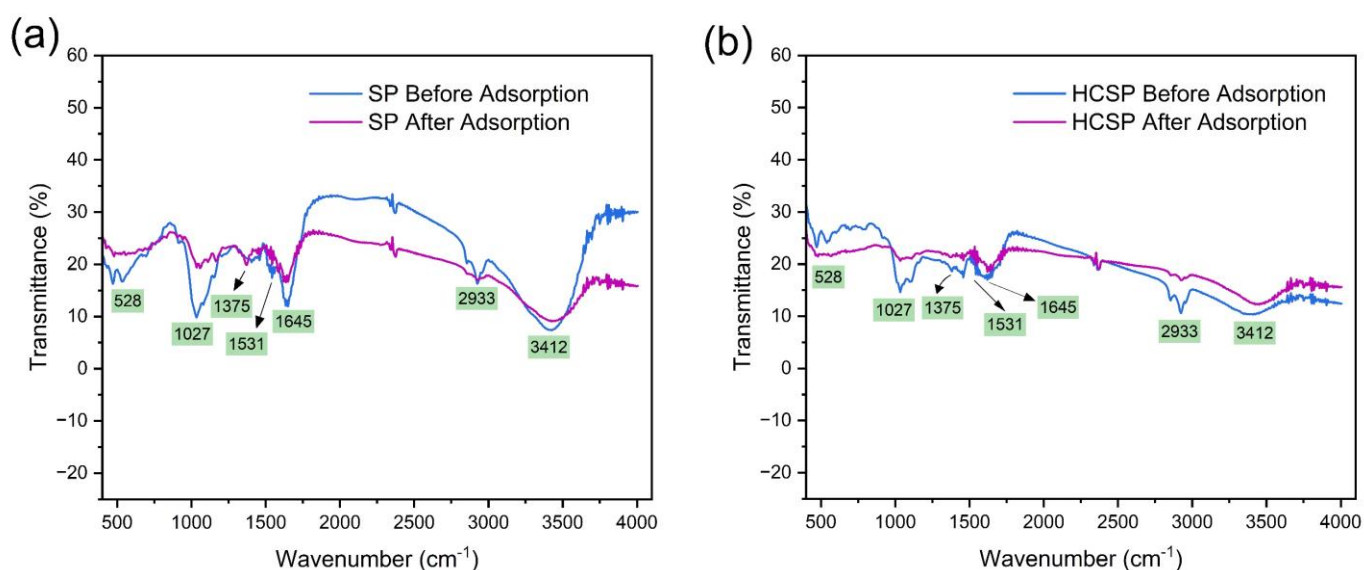 (a)
60
50
40
30
20
10
0
−10
−20
Transmittance (%)
SP Before Adsorption
SP After Adsorption
528
1027
1375
1531
1645
2933
3412
500 1000 1500 2000 2500 3000 3500 4000
Wavenumber (cm⁻¹)
(b)
60
50
40
30
20
10
0
−10
−20
Transmittance (%)
HCSP Before Adsorption
HCSP After Adsorption
528
1027
1375
1531
1645
2933
3412
500 1000 1500 2000 2500 3000 3500 4000
Wavenumber (cm⁻¹)